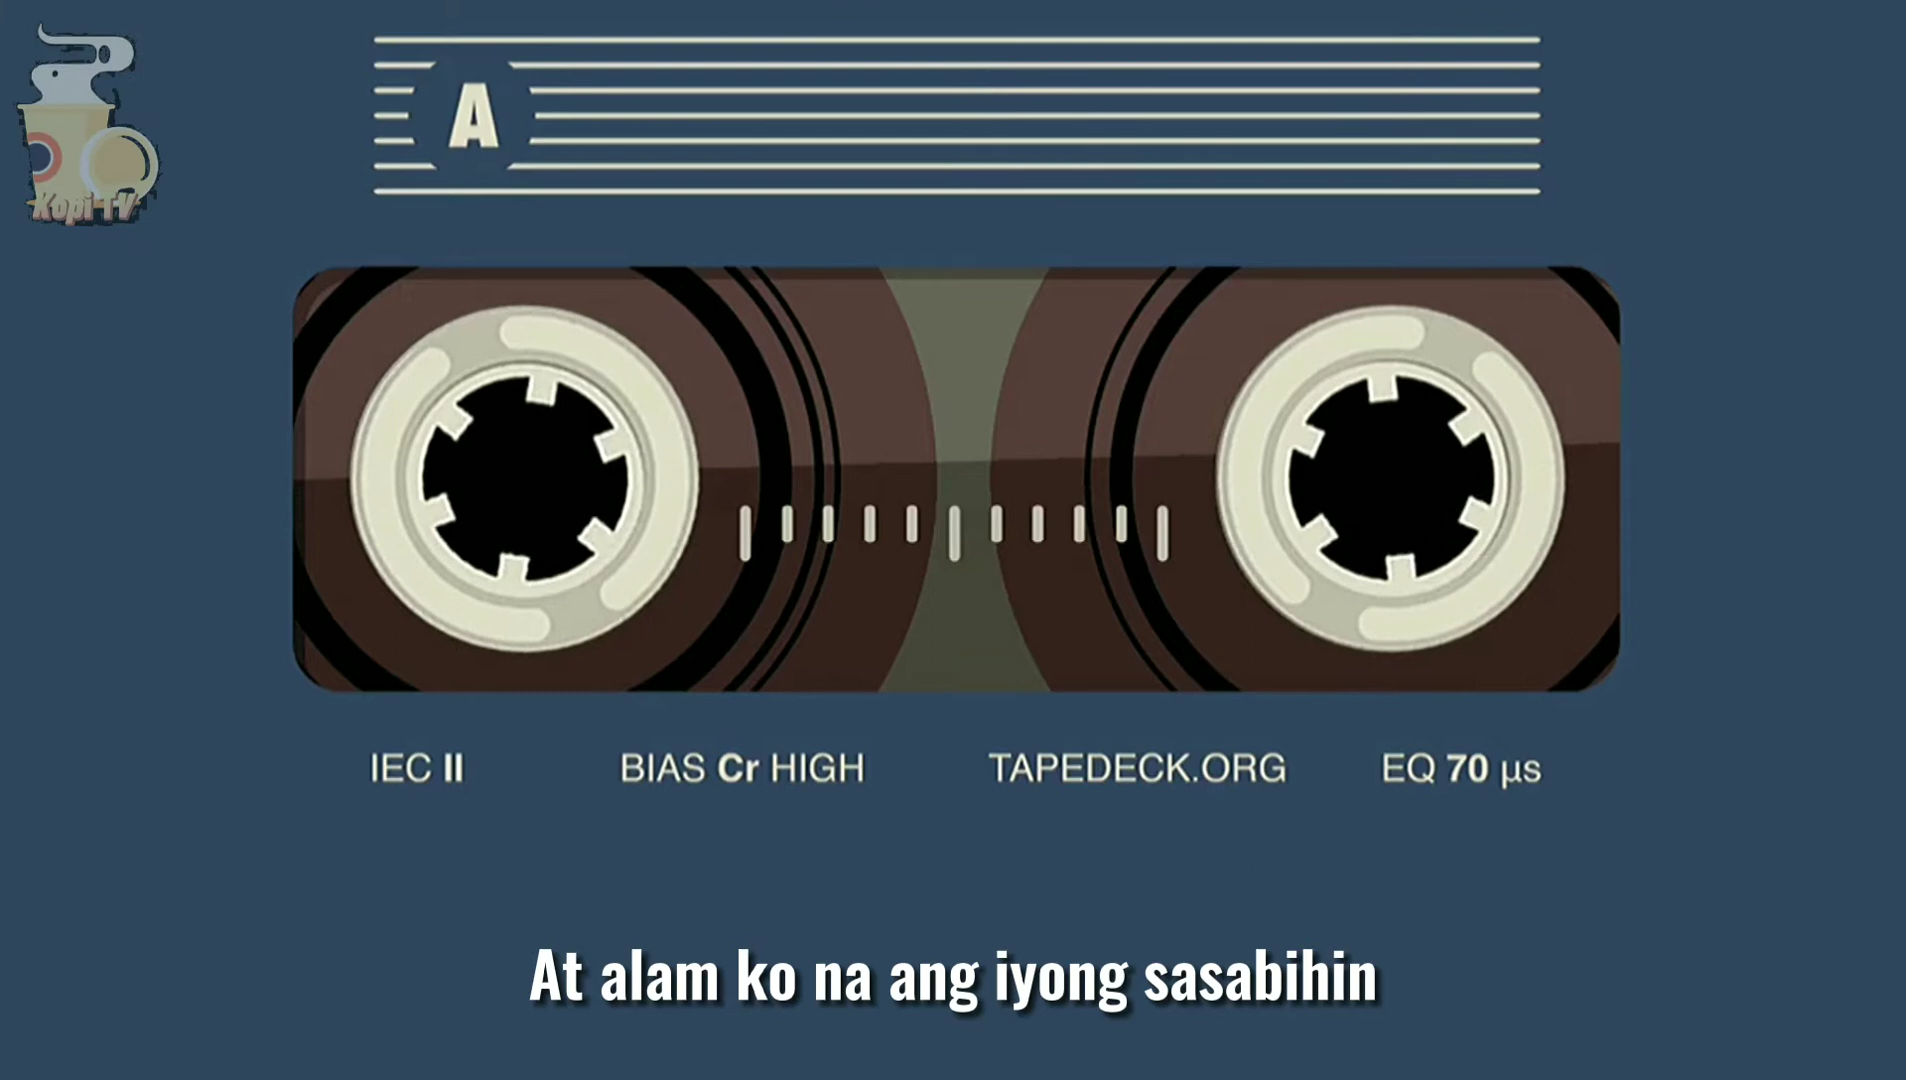 A
Kopi TV
IEC II BIAS Cr HIGH TAPEDECK.ORG EQ 70 µs
At alam ko na ang iyong sasabihin